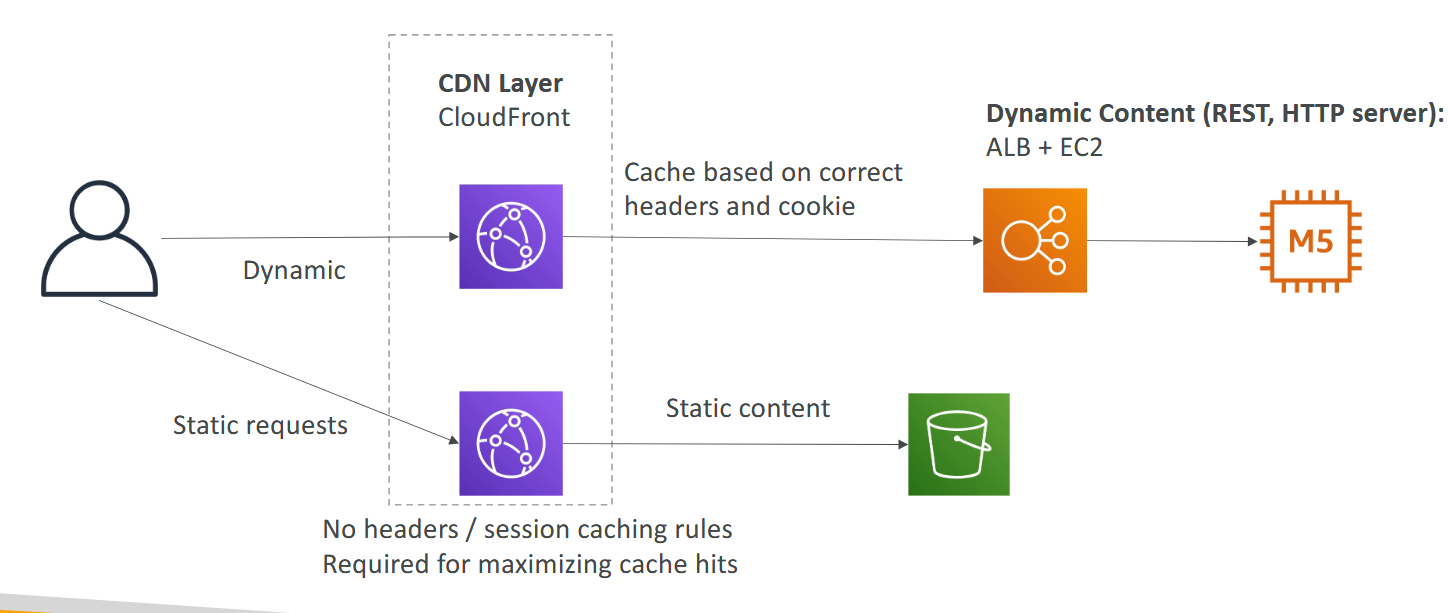 CDN Layer
CloudFront
Dynamic Content (REST, HTTP server):
ALB + EC2
Cache based on correct
headers and cookie
M5
Dynamic
Static requests
Static content
No headers / session caching rules
Required for maximizing cache hits